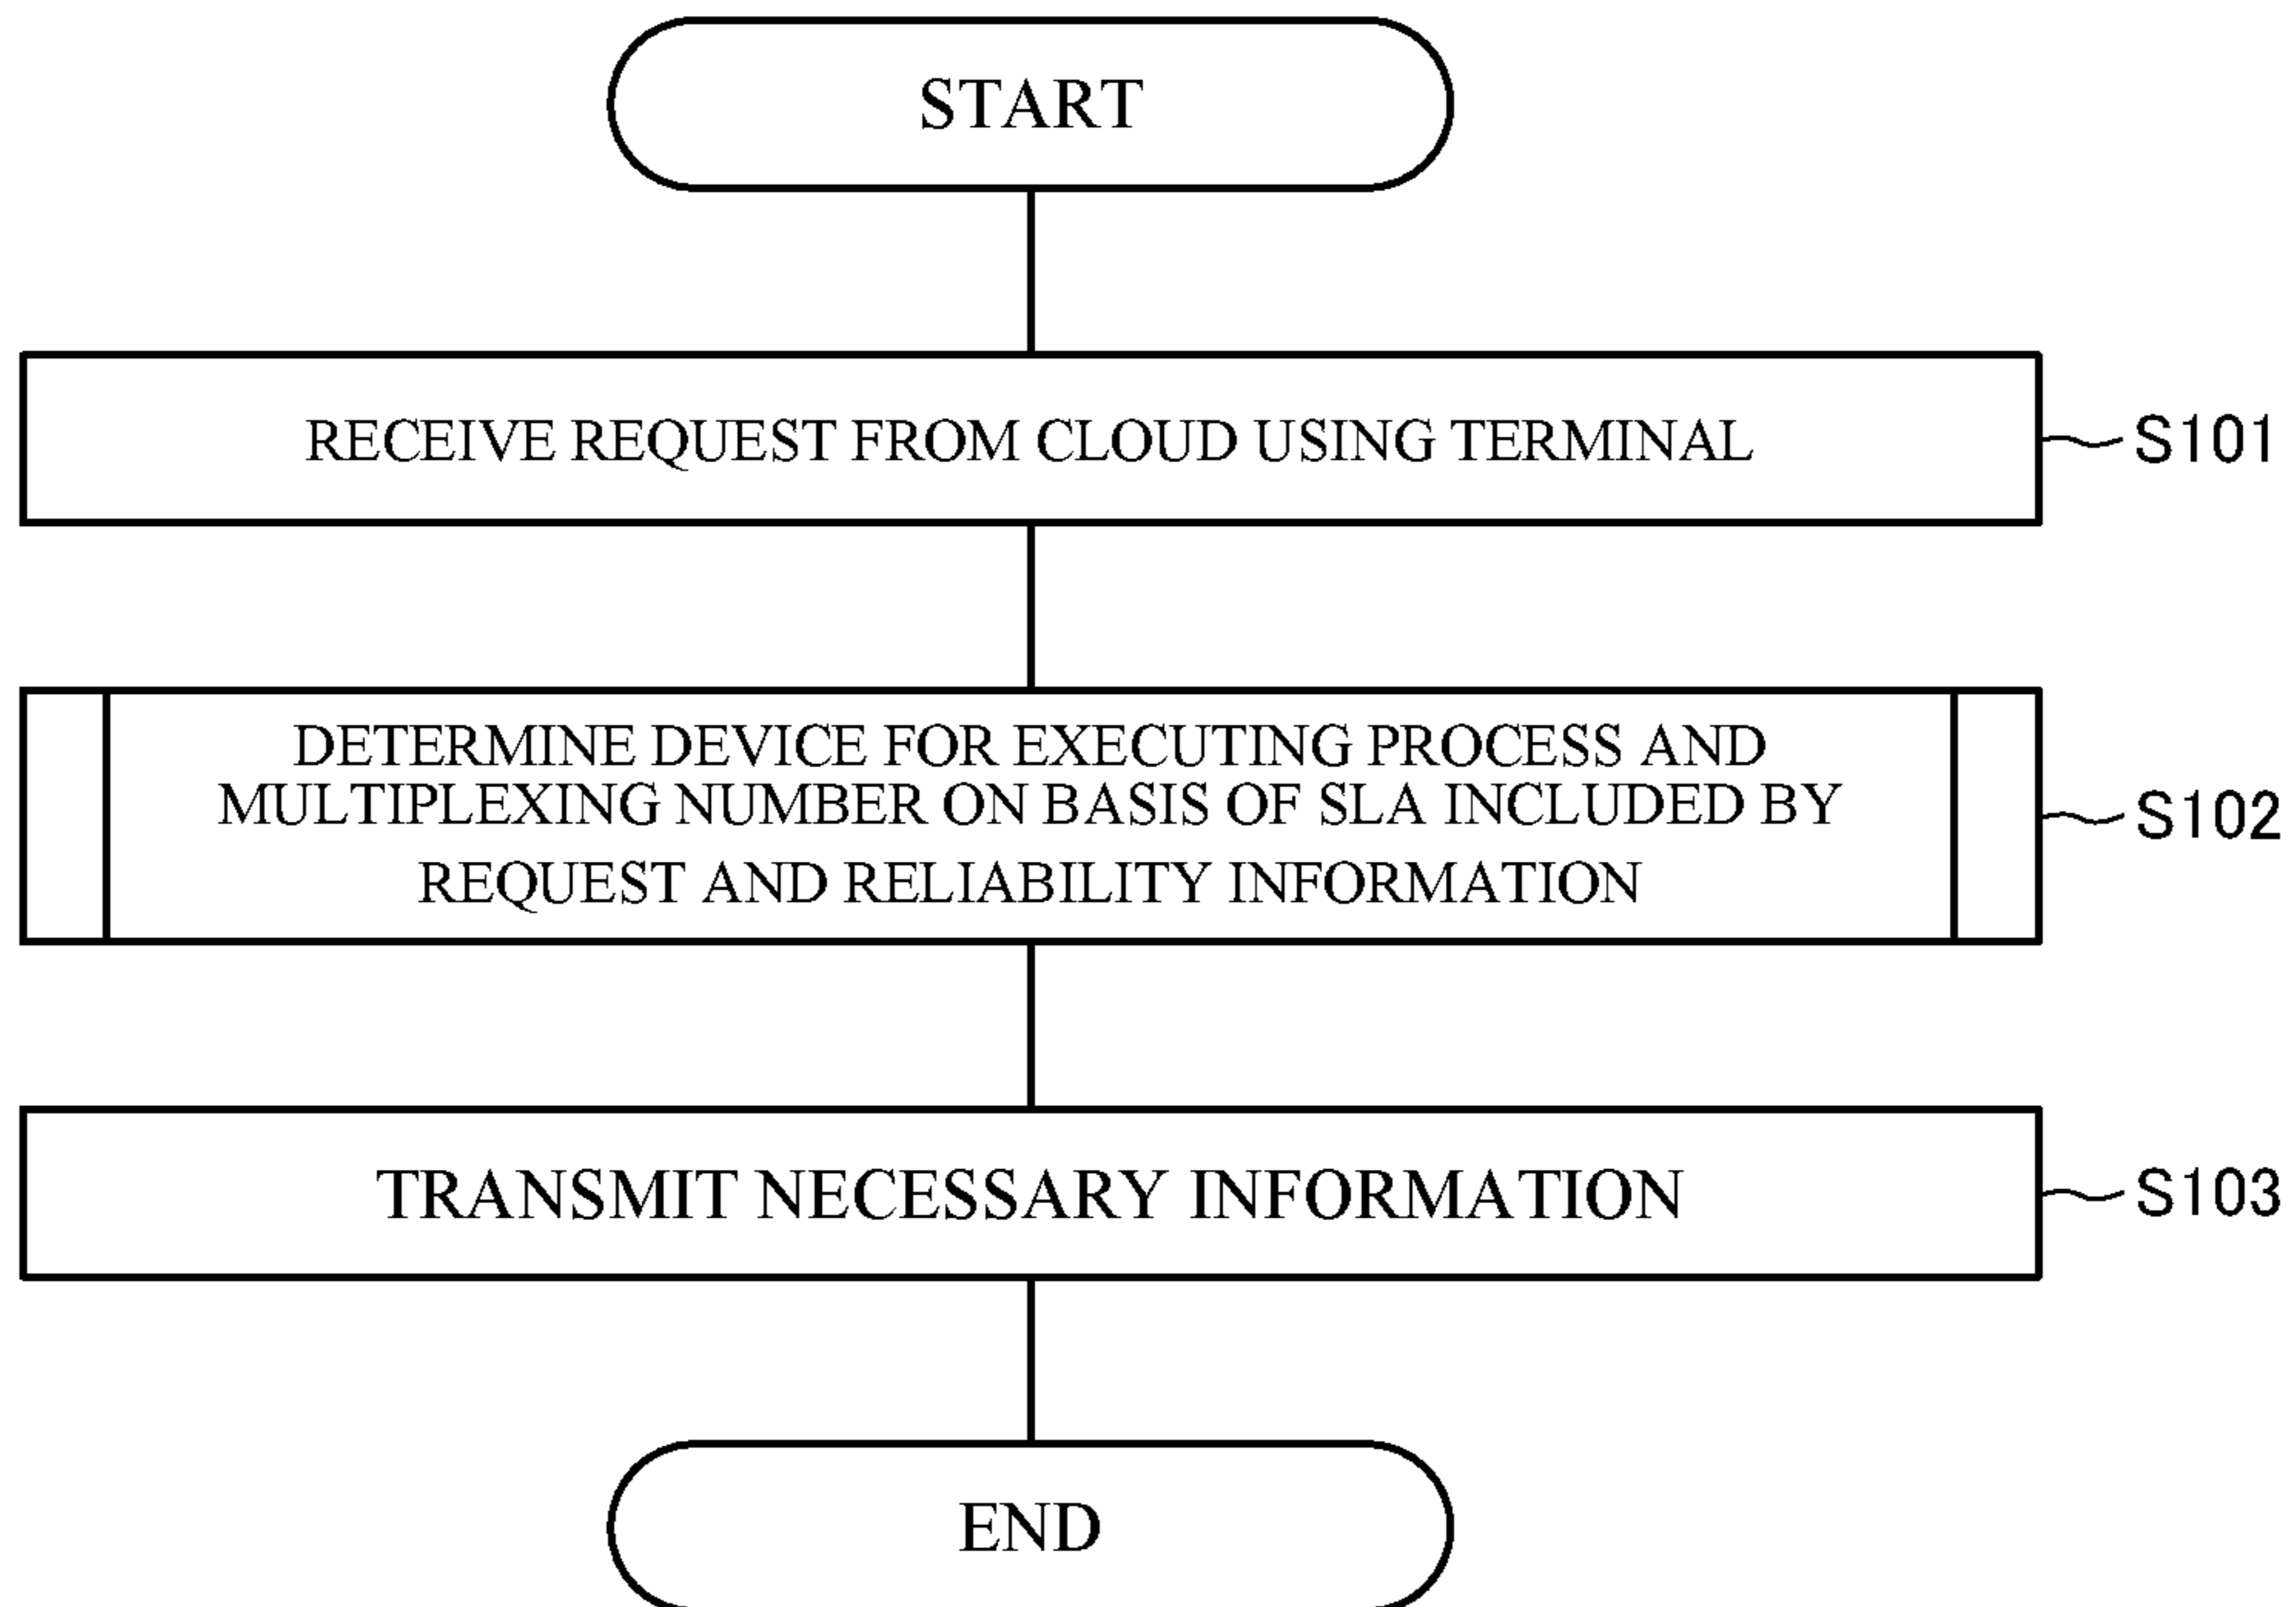 START
RECEIVE REQUEST FROM CLOUD USING TERMINAL
S101
DETERMINE DEVICE FOR EXECUTING PROCESS AND
MULTIPLEXING NUMBER ON BASIS OF SLA INCLUDED BY
REQUEST AND RELIABILITY INFORMATION
S102
TRANSMIT NECESSARY INFORMATION
S103
END